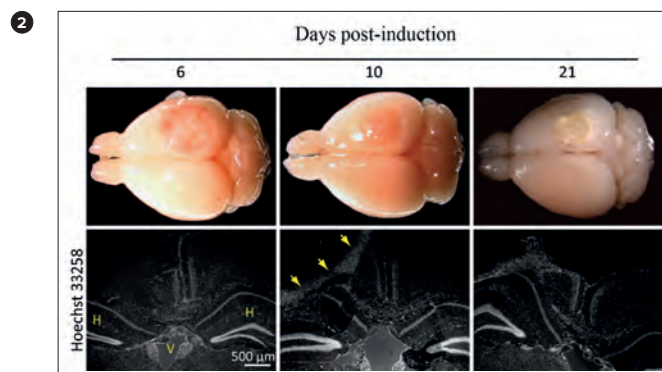 2
Days post-induction
6 10 21
Hoechst 33258
H H
V
500 µm